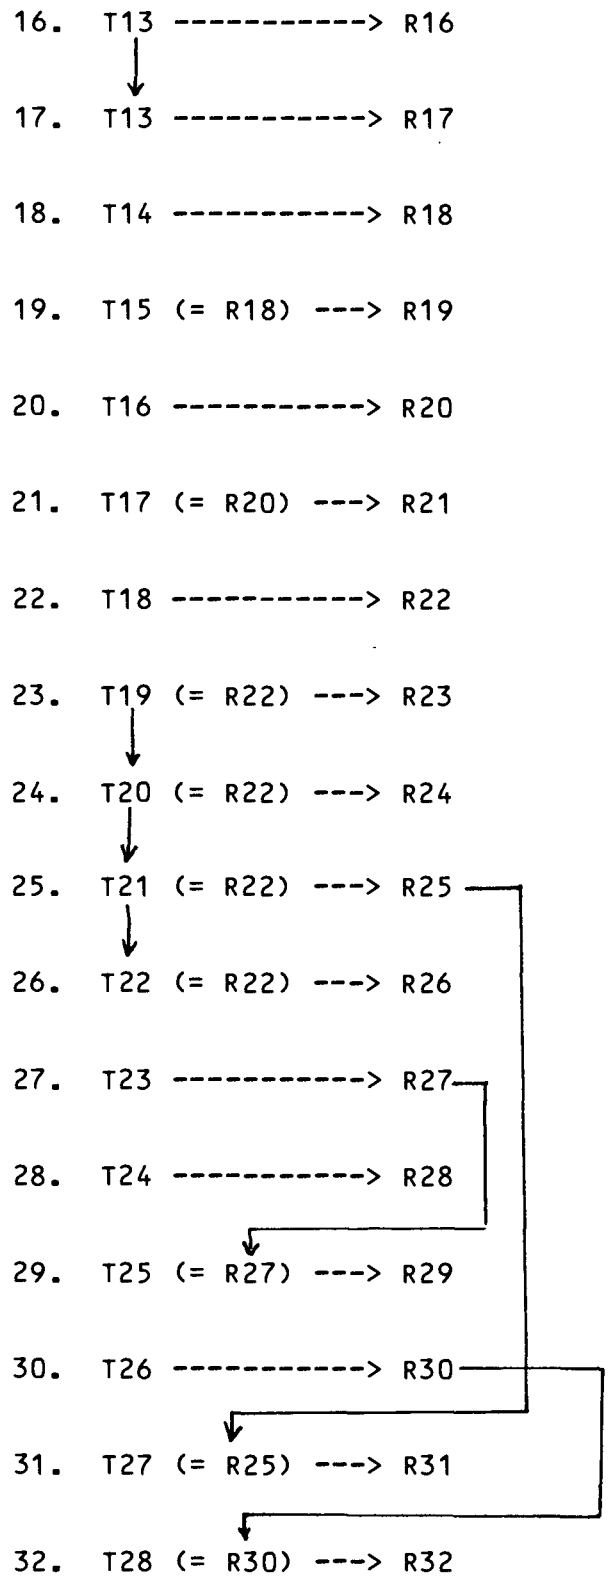 16. T13 -----------> R16
17. T13 -----------> R17
18. T14 -----------> R18
19. T15 (= R18) ---> R19
20. T16 -----------> R20
21. T17 (= R20) ---> R21
22. T18 -----------> R22
23. T19 (= R22) ---> R23
24. T20 (= R22) ---> R24
25. T21 (= R22) ---> R25
26. T22 (= R22) ---> R26
27. T23 -----------> R27
28. T24 -----------> R28
29. T25 (= R27) ---> R29
30. T26 -----------> R30
31. T27 (= R25) ---> R31
32. T28 (= R30) ---> R32